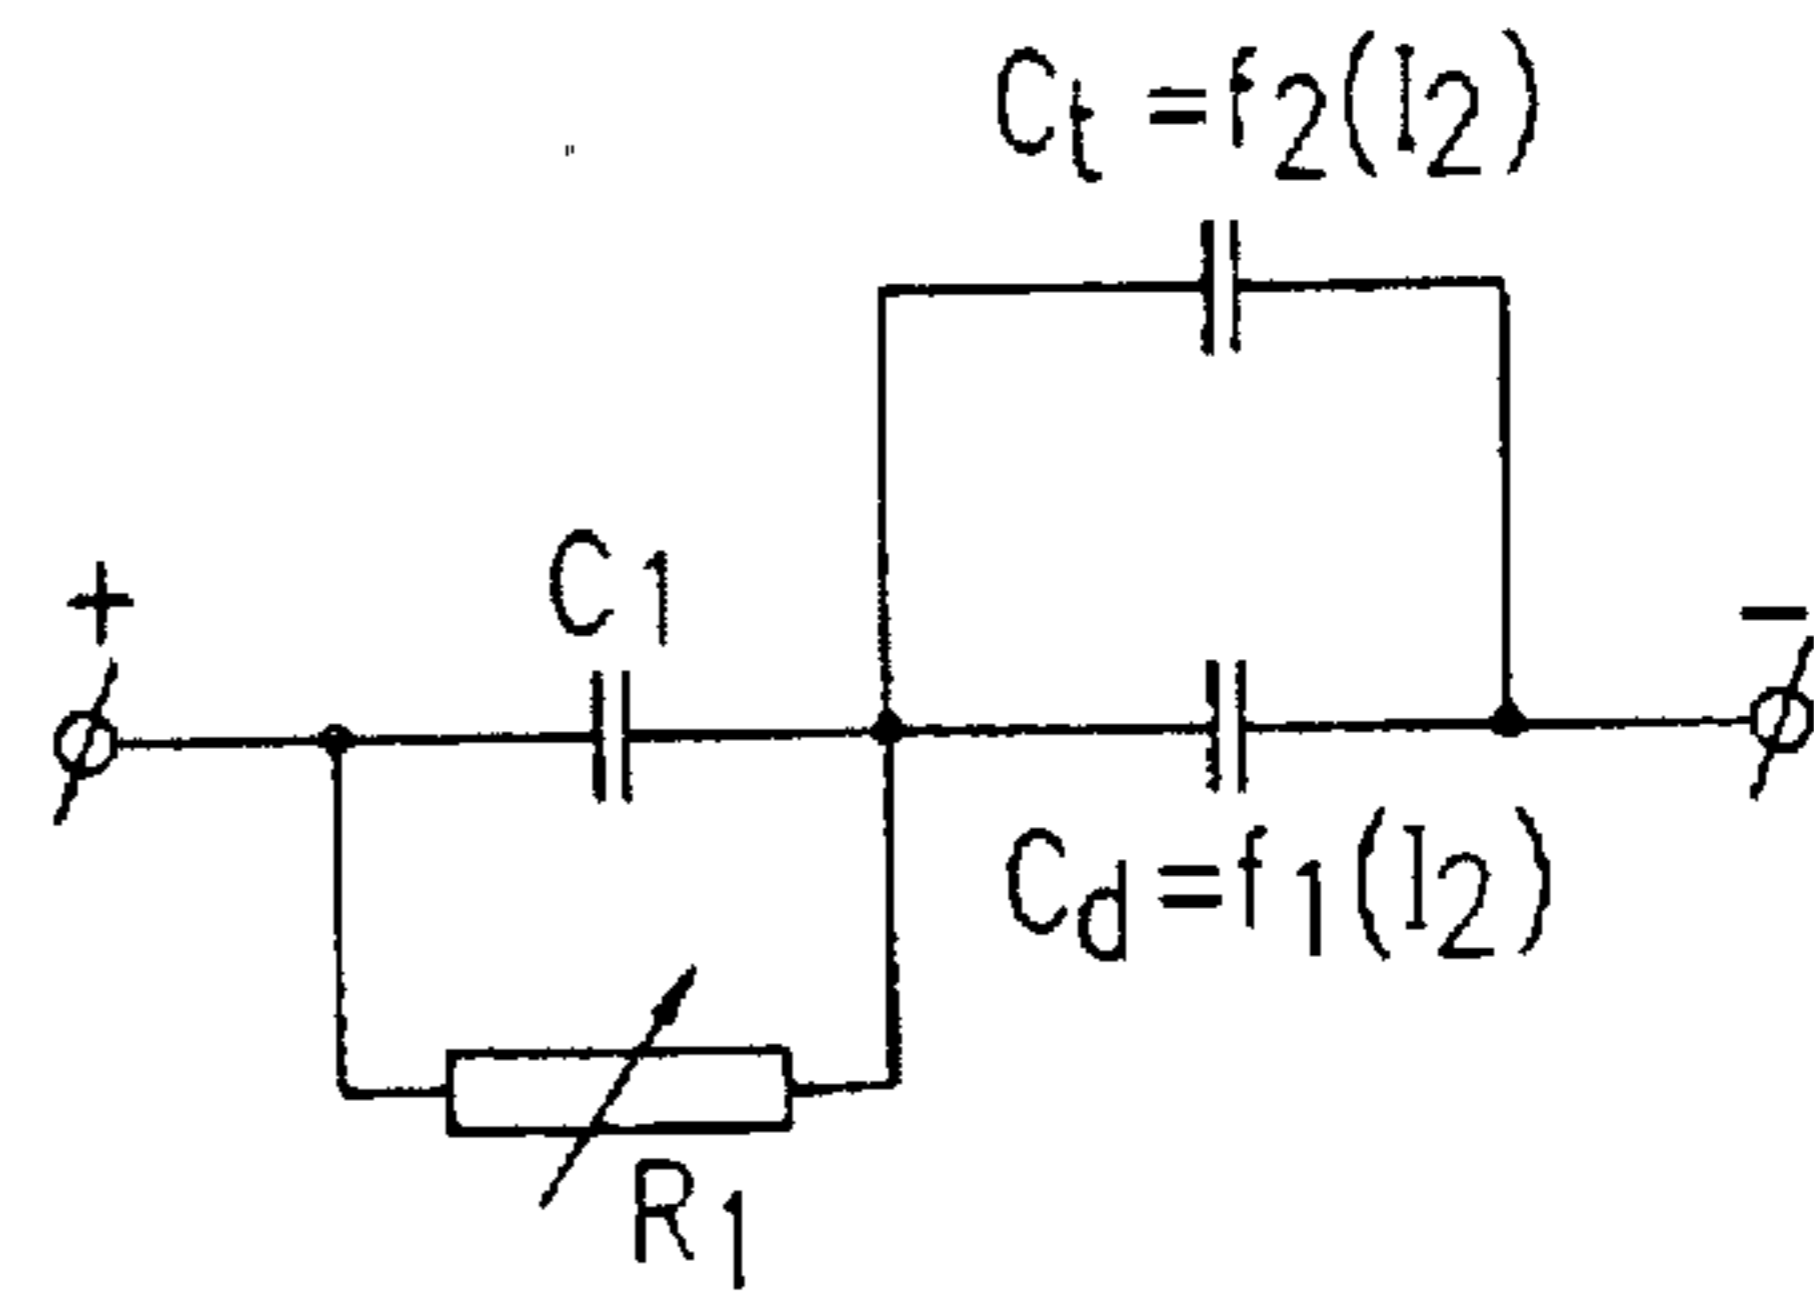 Ct = f2(I2)
+
C1
−
Cd = f1(I2)
R1